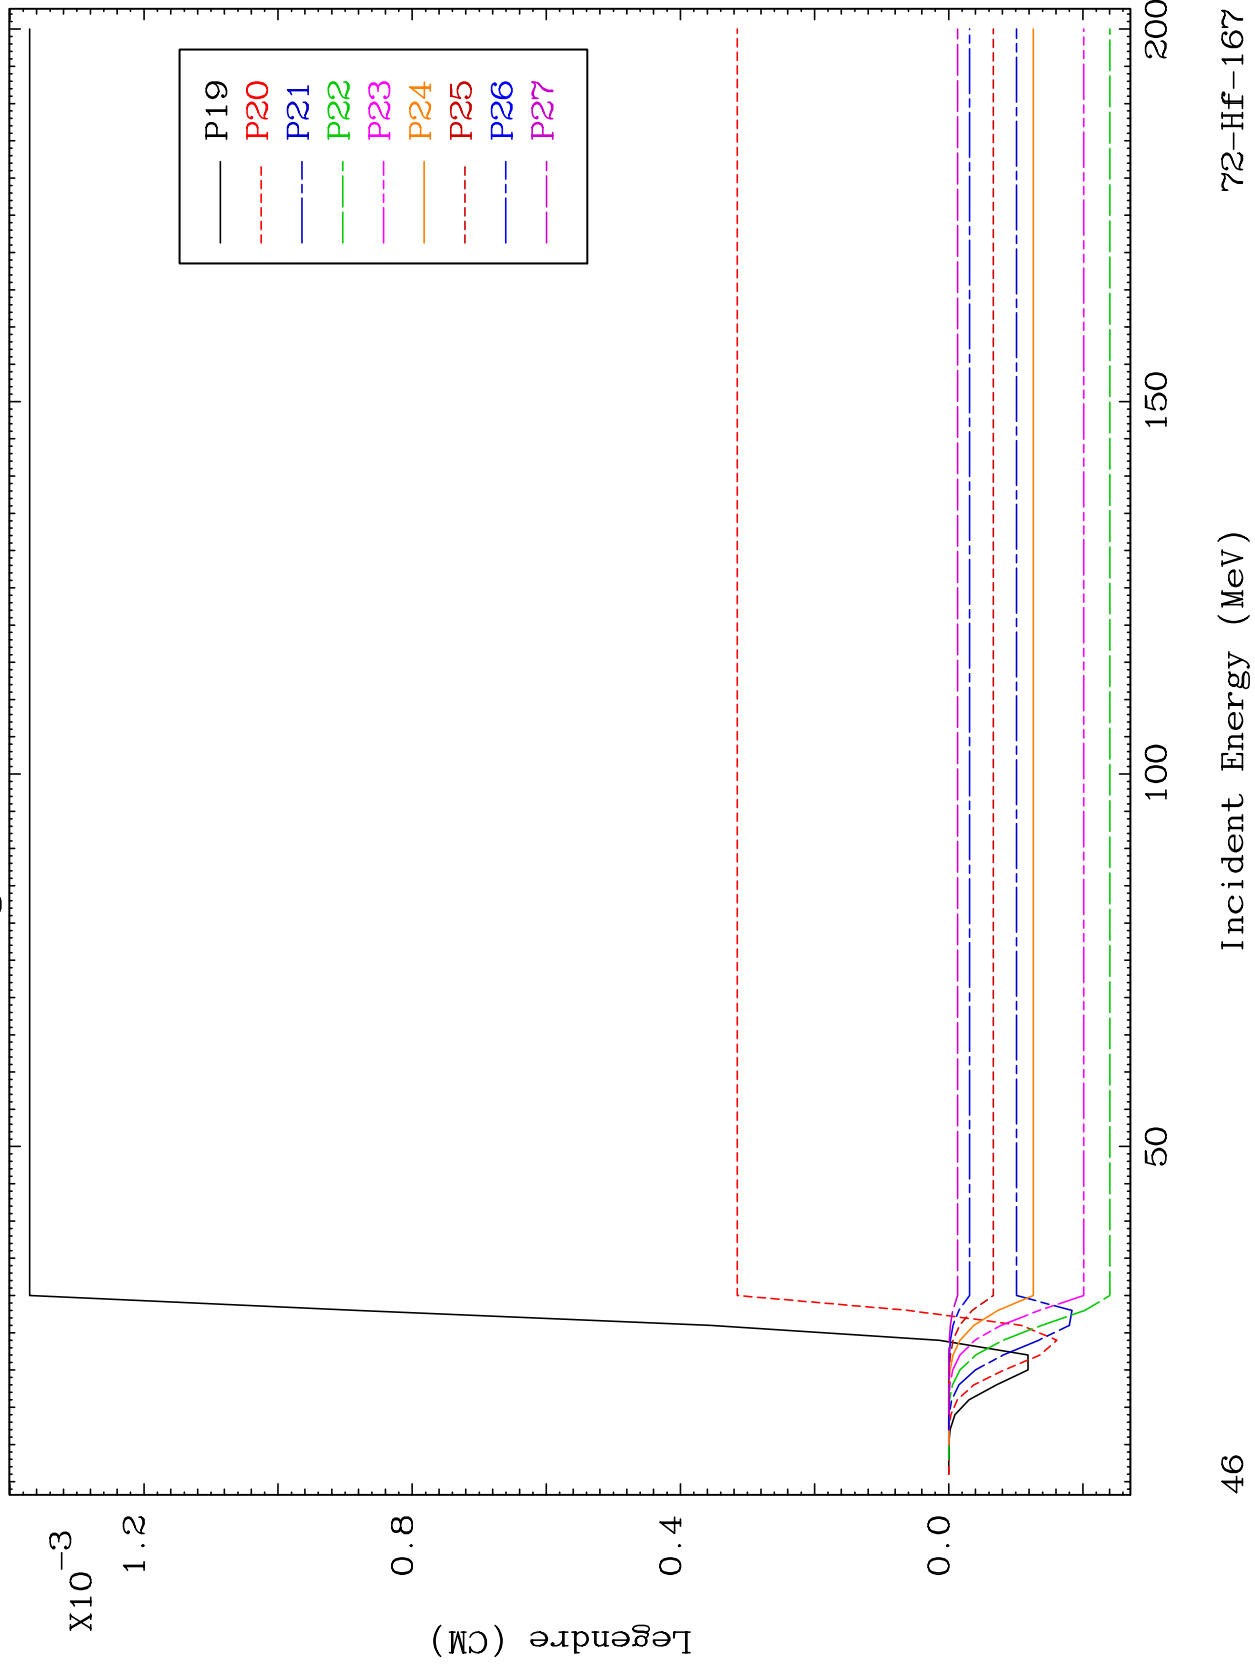 X10-3
1.2
0.8
0.4
0.0
Legendre (CM)
P19
P20
P21
P22
P23
P24
P25
P26
P27
50
100
150
200
46
Incident Energy (MeV)
72-Hf-167